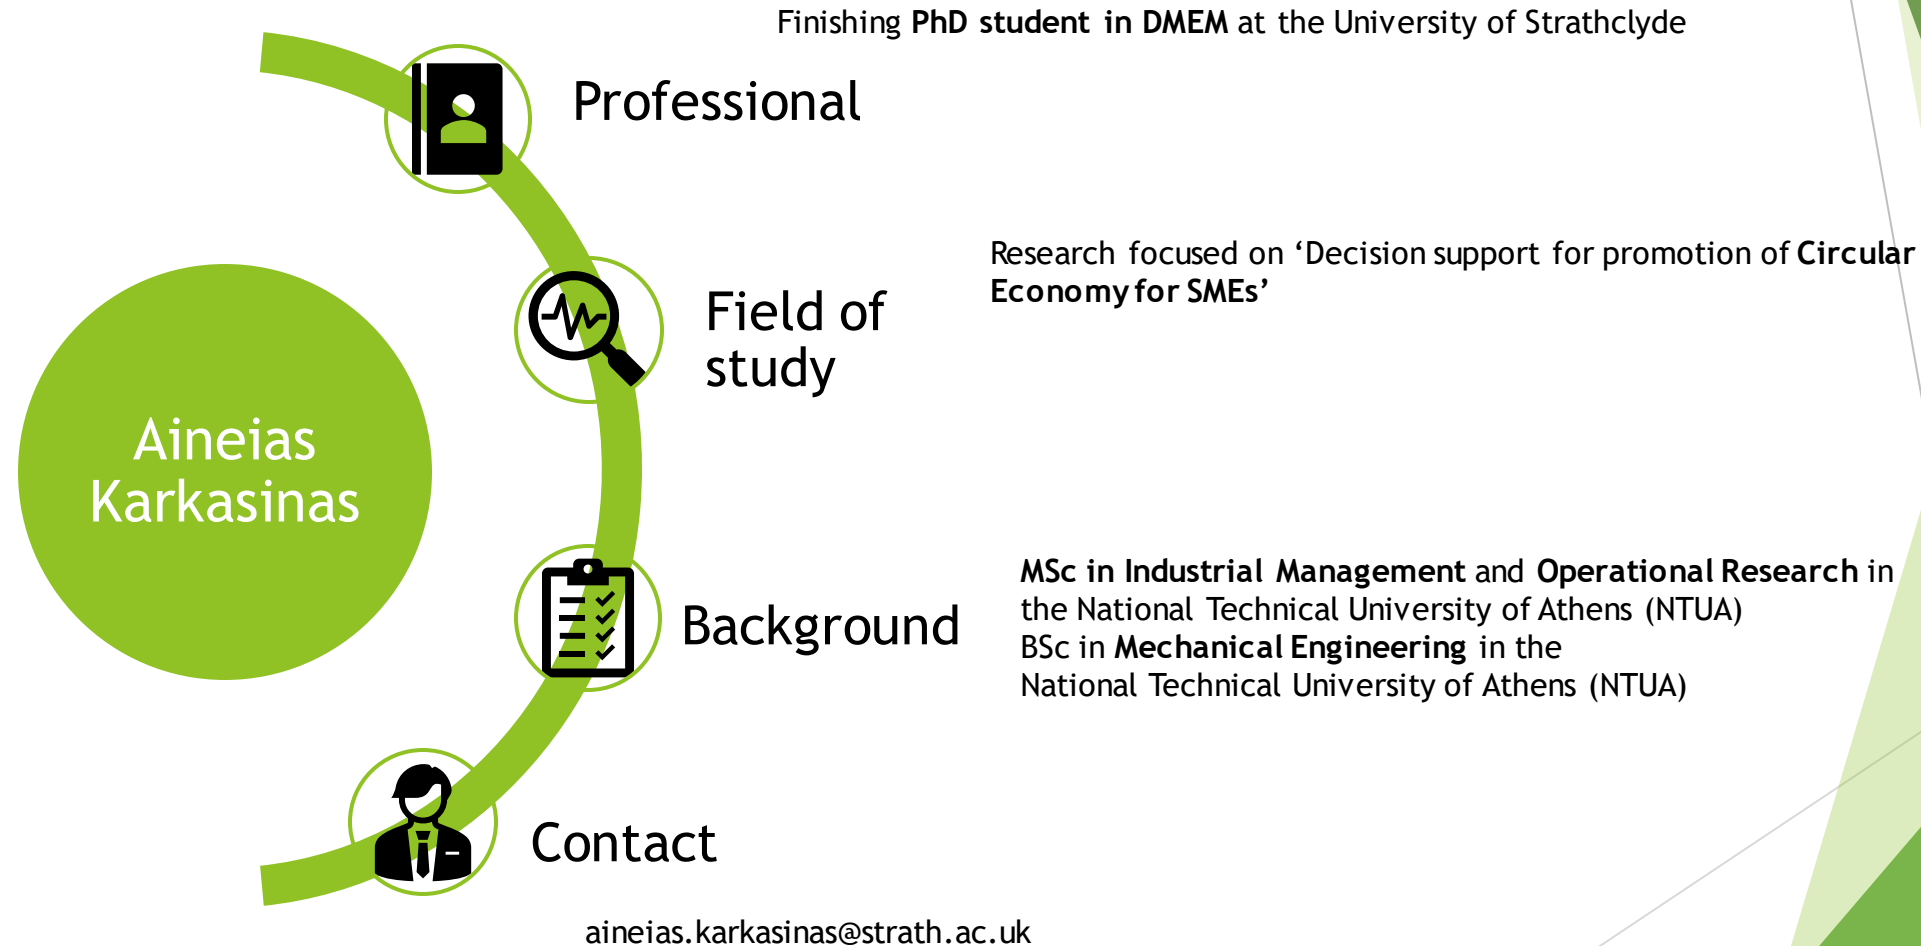 Finishing PhD student in DMEM at the University of Strathclyde
Professional
Research focused on ‘Decision support for promotion of Circular
Economy for SMEs’
Field of
study
Aineias
Karkasinas
MSc in Industrial Management and Operational Research in
the National Technical University of Athens (NTUA)
BSc in Mechanical Engineering in the
National Technical University of Athens (NTUA)
Background
Contact
aineias.karkasinas@strath.ac.uk